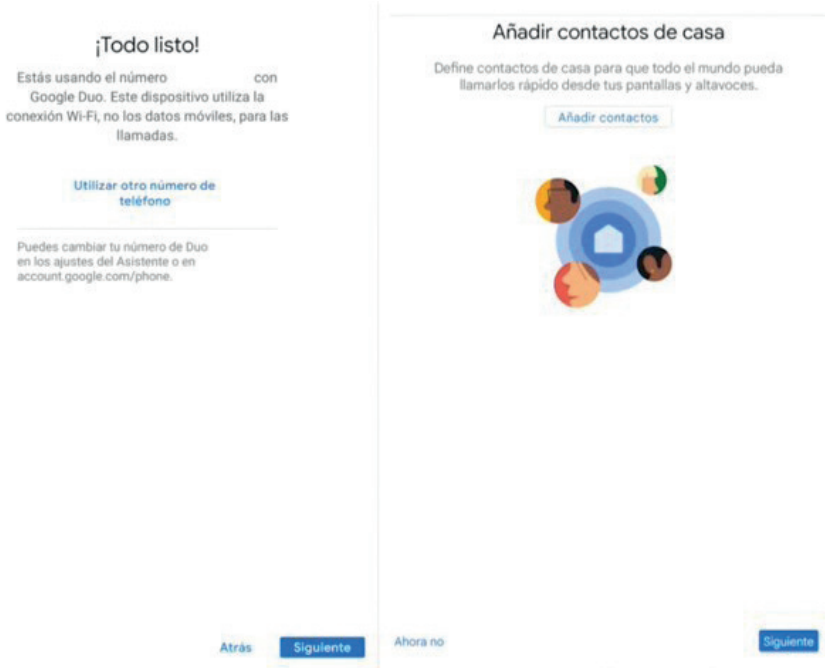 ¡Todo listo!
Estás usando el número con
Google Duo. Este dispositivo utiliza la
conexión Wi-Fi, no los datos móviles, para las
llamadas.
Utilizar otro número de
teléfono
Puedes cambiar tu número de Duo
en los ajustes del Asistente o en
account.google.com/phone.
Atrás
Siguiente
Añadir contactos de casa
Define contactos de casa para que todo el mundo pueda
llamarlos rápido desde tus pantallas y altavoces.
Añadir contactos
Ahora no
Siguiente